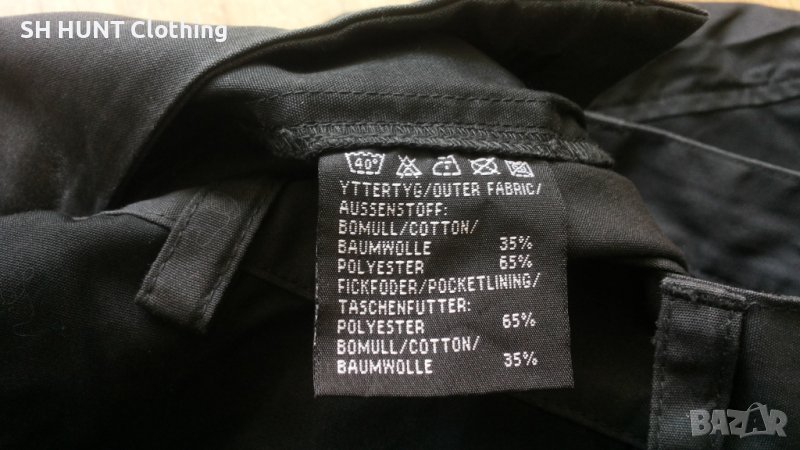 SH HUNT Clothing
40°
YTTERTYG/OUTER FABRIC/
AUSSENSTOFF:
BOMULL/COTTON/
BAUMWOLLE 35%
POLYESTER 65%
FICKFODER/POCKETLINING/
TASCHENFUTTER:
POLYESTER 65%
BOMULL/COTTON/
BAUMWOLLE 35%
BAZAR